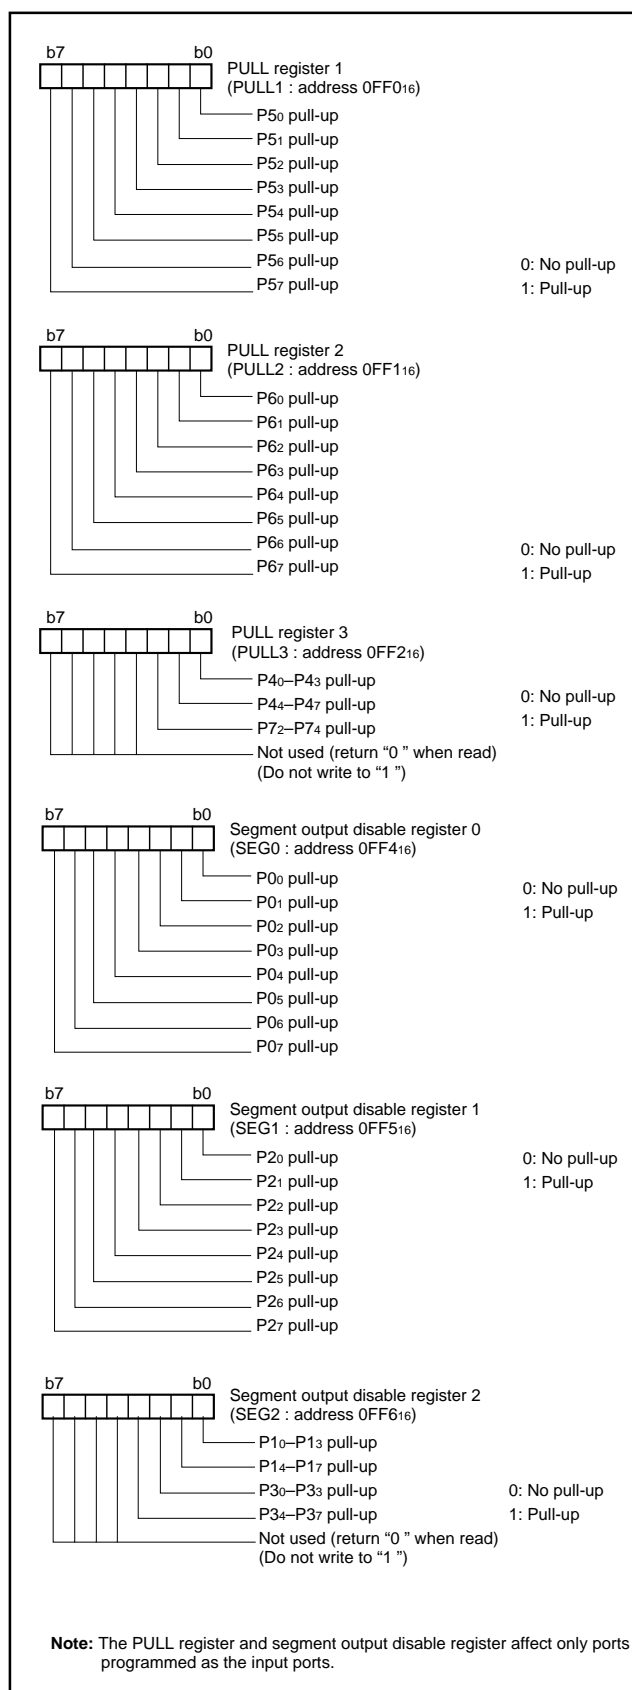 b7 b0
PULL register 1
(PULL1 : address 0FF016)
P50 pull-up
P51 pull-up
P52 pull-up
P53 pull-up
P54 pull-up
P55 pull-up
P56 pull-up
0: No pull-up
P57 pull-up
1: Pull-up
b7 b0
PULL register 2
(PULL2 : address 0FF116)
P60 pull-up
P61 pull-up
P62 pull-up
P63 pull-up
P64 pull-up
P65 pull-up
P66 pull-up
0: No pull-up
P67 pull-up
1: Pull-up
b7 b0
PULL register 3
(PULL3 : address 0FF216)
P40–P43 pull-up
P44–P47 pull-up
0: No pull-up
P72–P74 pull-up
1: Pull-up
Not used (return “0 ” when read)
(Do not write to “1 ”)
b7 b0
Segment output disable register 0
(SEG0 : address 0FF416)
P00 pull-up
0: No pull-up
P01 pull-up
1: Pull-up
P02 pull-up
P03 pull-up
P04 pull-up
P05 pull-up
P06 pull-up
P07 pull-up
b7 b0
Segment output disable register 1
(SEG1 : address 0FF516)
P20 pull-up
0: No pull-up
P21 pull-up
1: Pull-up
P22 pull-up
P23 pull-up
P24 pull-up
P25 pull-up
P26 pull-up
P27 pull-up
b7 b0
Segment output disable register 2
(SEG2 : address 0FF616)
P10–P13 pull-up
P14–P17 pull-up
P30–P33 pull-up
0: No pull-up
P34–P37 pull-up
1: Pull-up
Not used (return “0 ” when read)
(Do not write to “1 ”)
Note: The PULL register and segment output disable register affect only ports
programmed as the input ports.